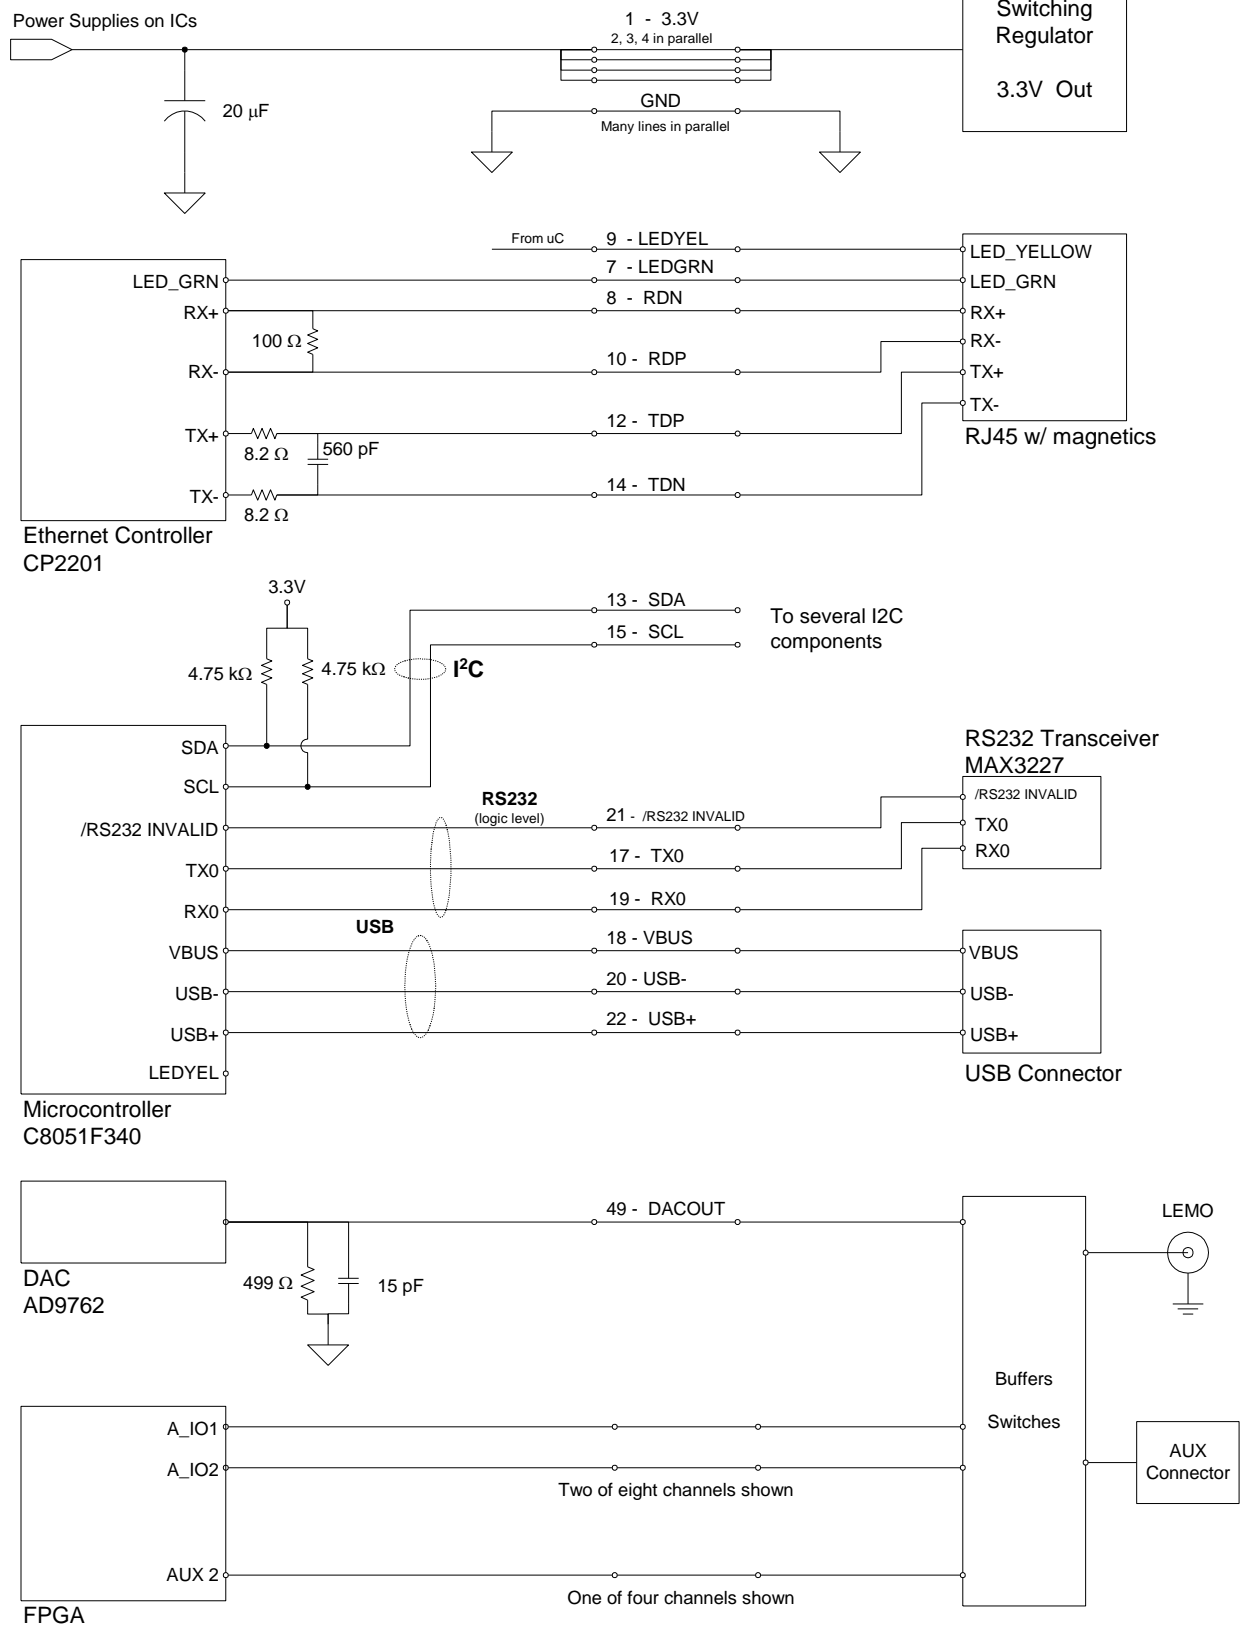 Power Supplies on ICs
1 - 3.3V
2, 3, 4 in parallel
Switching
Regulator
3.3V Out
20 μF
GND
Many lines in parallel
From uC
9 - LEDYEL
LED_YELLOW
LED_GRN
7 - LEDGRN
LED_GRN
RX+
8 - RDN
RX+
100 Ω
RX-
RX-
10 - RDP
TX+
TX-
TX+
12 - TDP
RJ45 w/ magnetics
8.2 Ω
560 pF
TX-
14 - TDN
8.2 Ω
Ethernet Controller
CP2201
3.3V
13 - SDA
15 - SCL
To several I2C
components
4.75 kΩ
4.75 kΩ
I²C
SDA
SCL
RS232 Transceiver
MAX3227
/RS232 INVALID
RS232
(logic level)
21 - /RS232 INVALID
/RS232 INVALID
TX0
TX0
17 - TX0
RX0
RX0
19 - RX0
USB
VBUS
18 - VBUS
VBUS
USB-
20 - USB-
USB-
USB+
22 - USB+
USB+
LEDYEL
USB Connector
Microcontroller
C8051F340
49 - DACOUT
LEMO
DAC
AD9762
499 Ω
15 pF
Buffers
Switches
A_IO1
A_IO2
Two of eight channels shown
AUX
Connector
AUX 2
One of four channels shown
FPGA